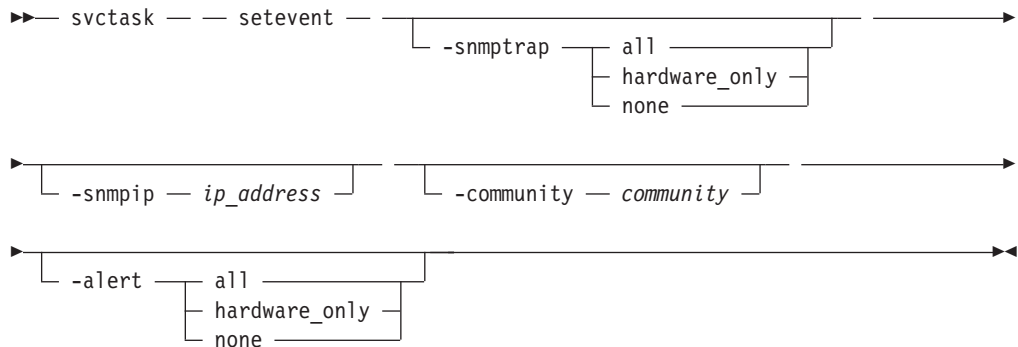 svctask setevent
-snmptrap all
hardware_only
none
-snmpip ip_address -community community
-alert all
hardware_only
none